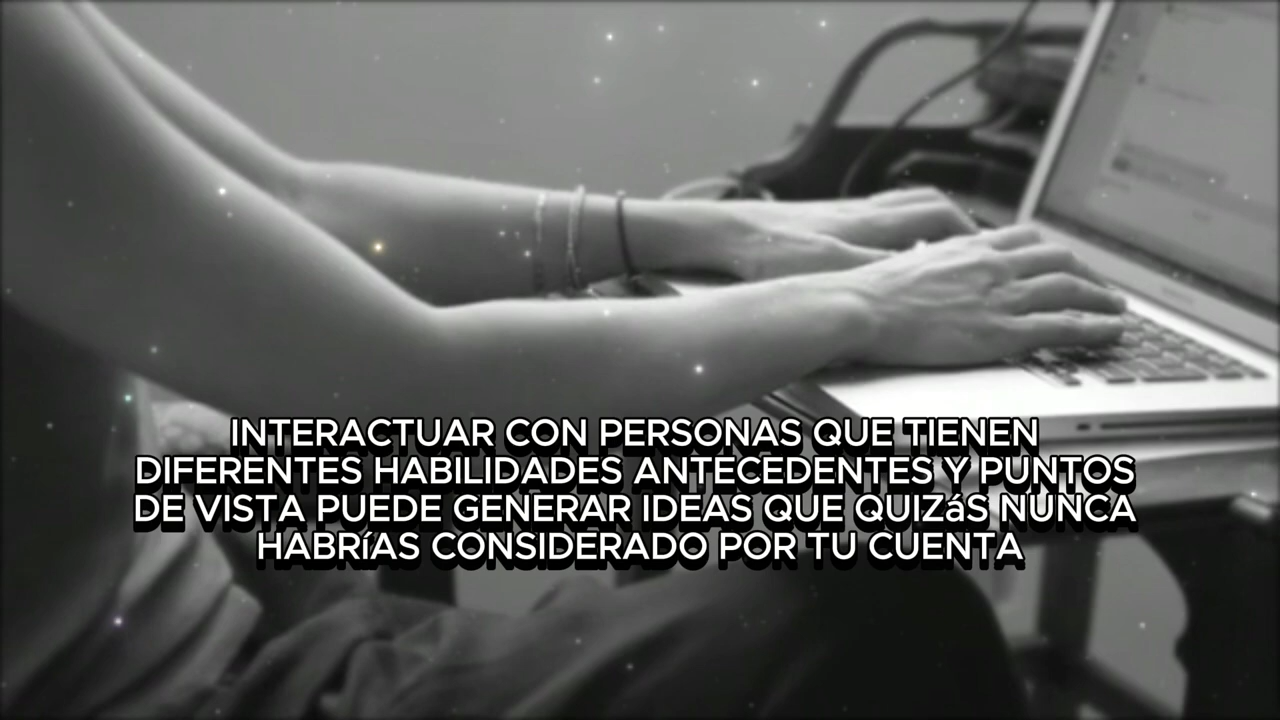 INTERACTUAR CON PERSONAS QUE TIENEN
DIFERENTES HABILIDADES ANTECEDENTES Y PUNTOS
DE VISTA PUEDE GENERAR IDEAS QUE QUIZáS NUNCA
HABRíAS CONSIDERADO POR TU CUENTA